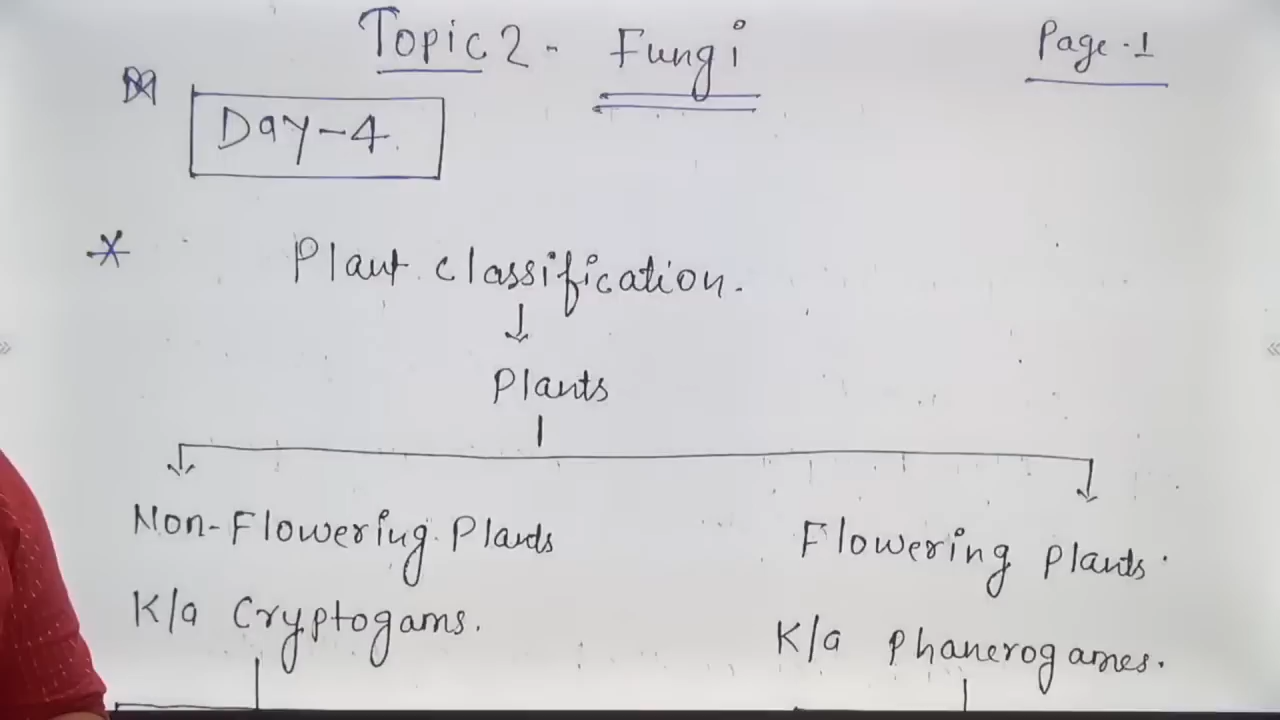 Topic 2 - Fungi
Page-1
Day-4.
Plant classification.
Plants
Non-Flowering Plants
Flowering Plants.
K/a Cryptogams.
K/a Phanerogames.